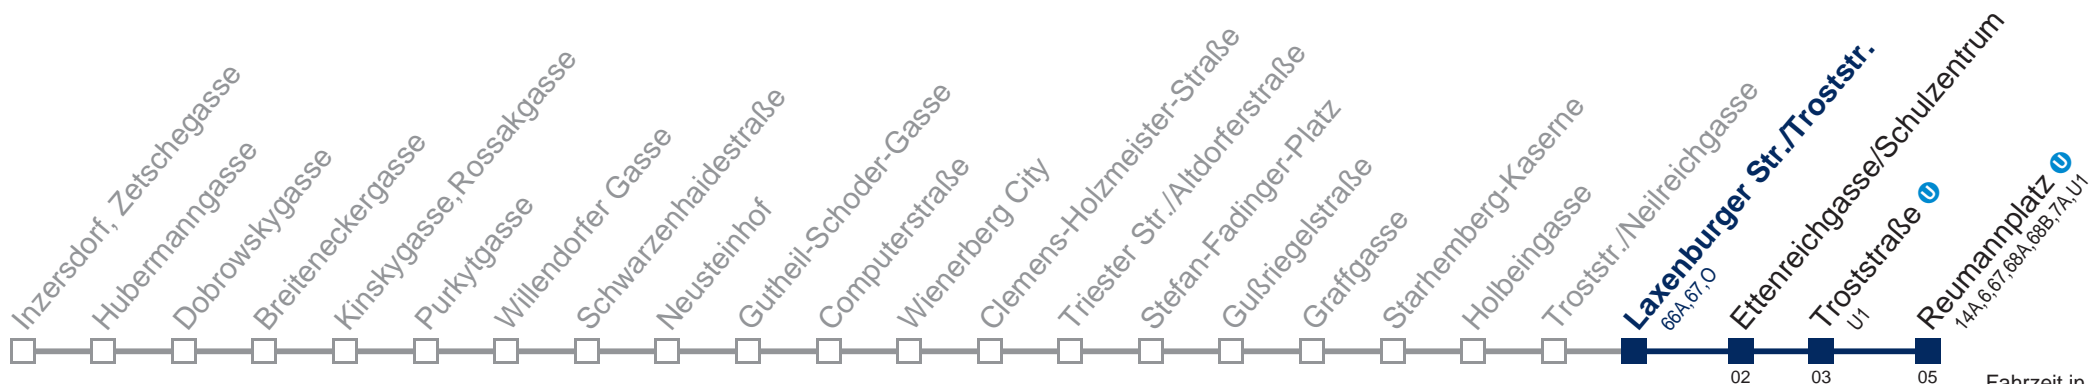 Inzersdorf, Zetschegasse
Hubermanngasse
Dobrowskygasse
Breiteneckergasse
Kinskygasse,Rossakgasse
Purkytgasse
Willendorfer Gasse
Schwarzenhaidestraße
Neusteinhof
Gutheil-Schoder-Gasse
Computerstraße
Wienerberg City
Clemens-Holzmeister-Straße
Triester Str./Altdorferstraße
Stefan-Fadinger-Platz
Gußriegelstraße
Graffgasse
Starhemberg-Kaserne
Holbeingasse
Troststr./Neilreichgasse
Laxenburger Str./Troststr.
66A,67,O
Ettenreichgasse/Schulzentrum
Troststraße U
U1
Reumannplatz U
14A,6,67,68A,68B,7A,U1
02
03
05
Fahrzeit in